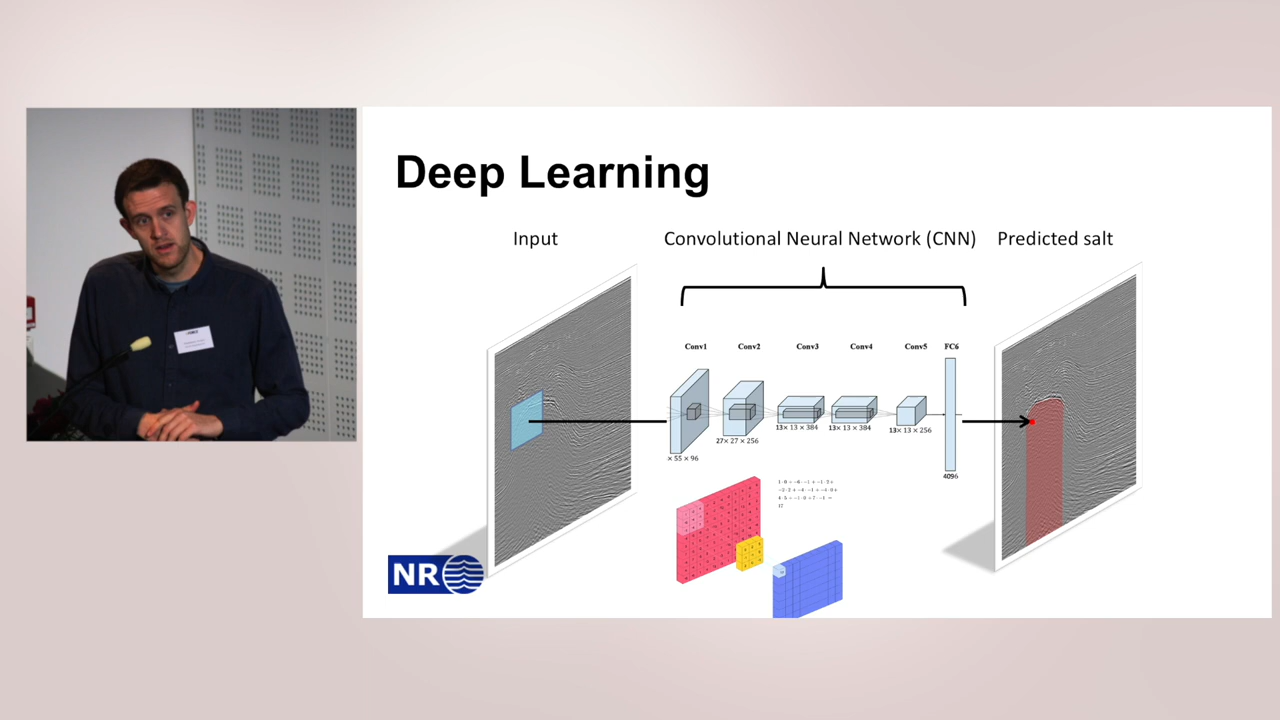 Deep Learning
Input
Convolutional Neural Network (CNN)
Predicted salt
Conv1
Conv2
Conv3
Conv4
Conv5
FC6
× 55 × 96
27× 27 × 256
13× 13 × 384
13× 13 × 384
13× 13 × 256
4096
17
NR